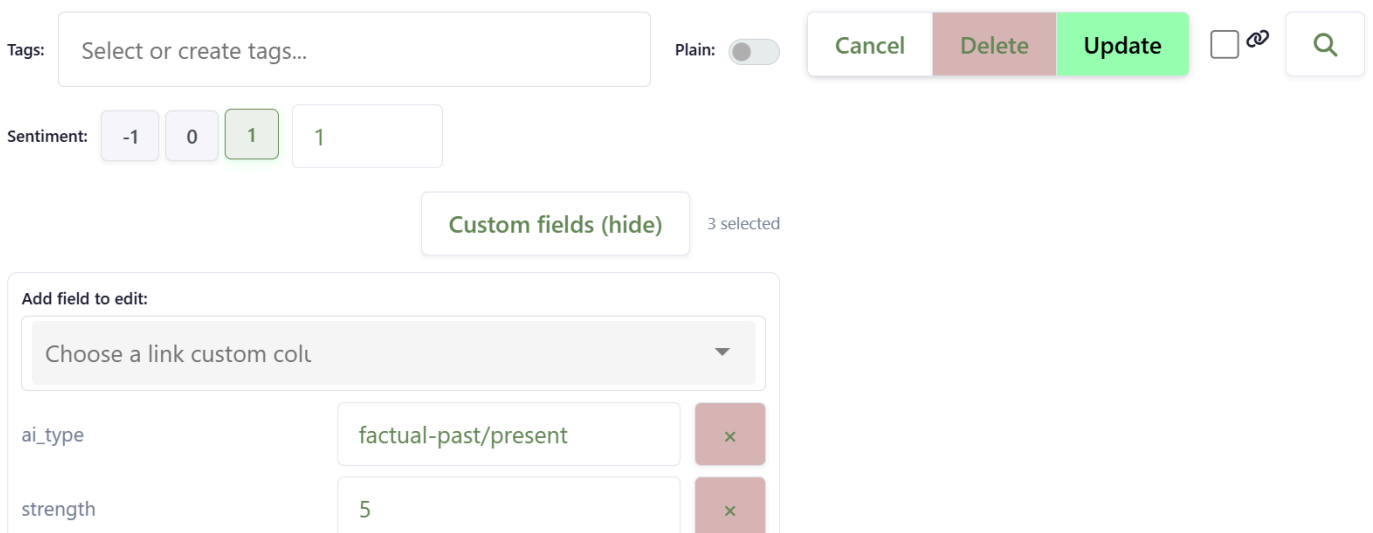 Tags: Select or create tags... Plain: Cancel Delete Update
Sentiment: -1 0 1 1
Custom fields (hide) 3 selected
Add field to edit:
Choose a link custom colu
ai_type factual-past/present ×
strength 5 ×